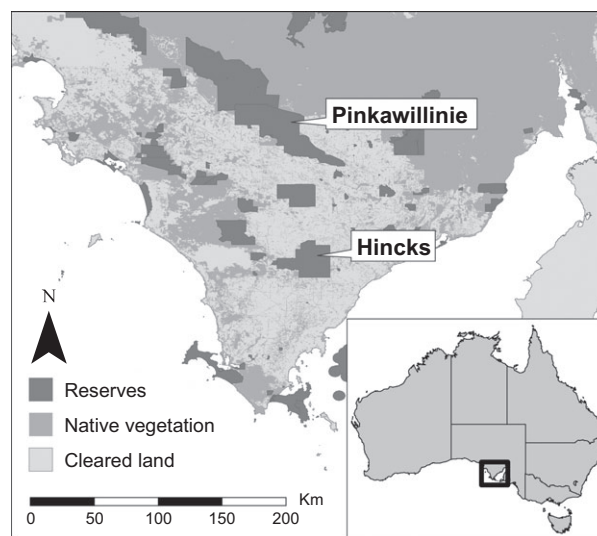 Pinkawillinie
Hincks
N
Reserves
Native vegetation
Cleared land
Km
0 50 100 150 200